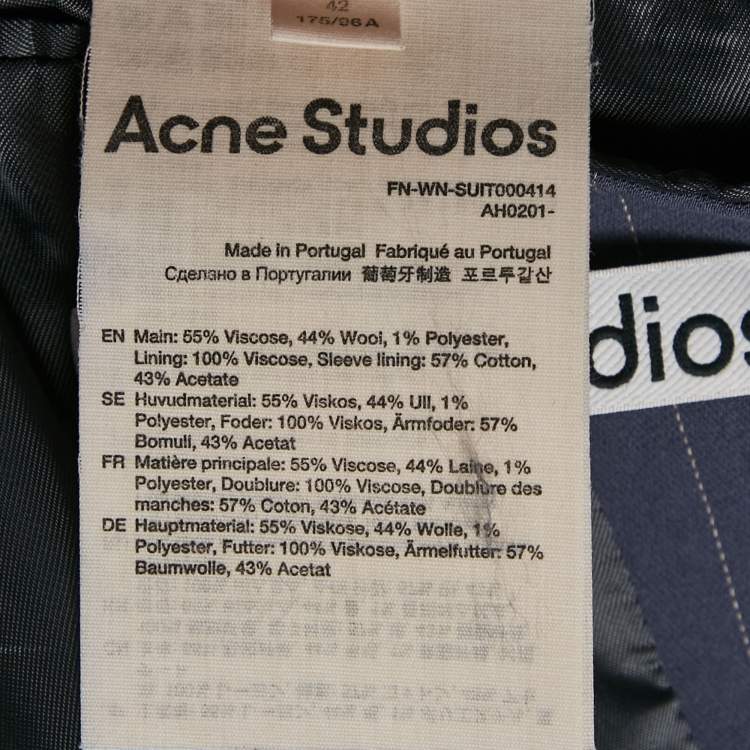 42
175/96A
Acne Studios
FN-WN-SUIT000414
AH0201-
Made in Portugal Fabriqué au Portugal
Сделано в Португалии 葡萄牙制造 포르투갈산
EN Main: 55% Viscose, 44% Wool, 1% Polyester,
Lining: 100% Viscose, Sleeve lining: 57% Cotton,
43% Acetate
SE Huvudmaterial: 55% Viskos, 44% Ull, 1%
Polyester, Foder: 100% Viskos, Ärmfoder: 57%
Bomull, 43% Acetat
FR Matière principale: 55% Viscose, 44% Laine, 1%
Polyester, Doublure: 100% Viscose, Doublure des
manches: 57% Coton, 43% Acétate
DE Hauptmaterial: 55% Viskose, 44% Wolle, 1%
Polyester, Futter: 100% Viskose, Ärmelfutter: 57%
Baumwolle, 43% Acetat
dios